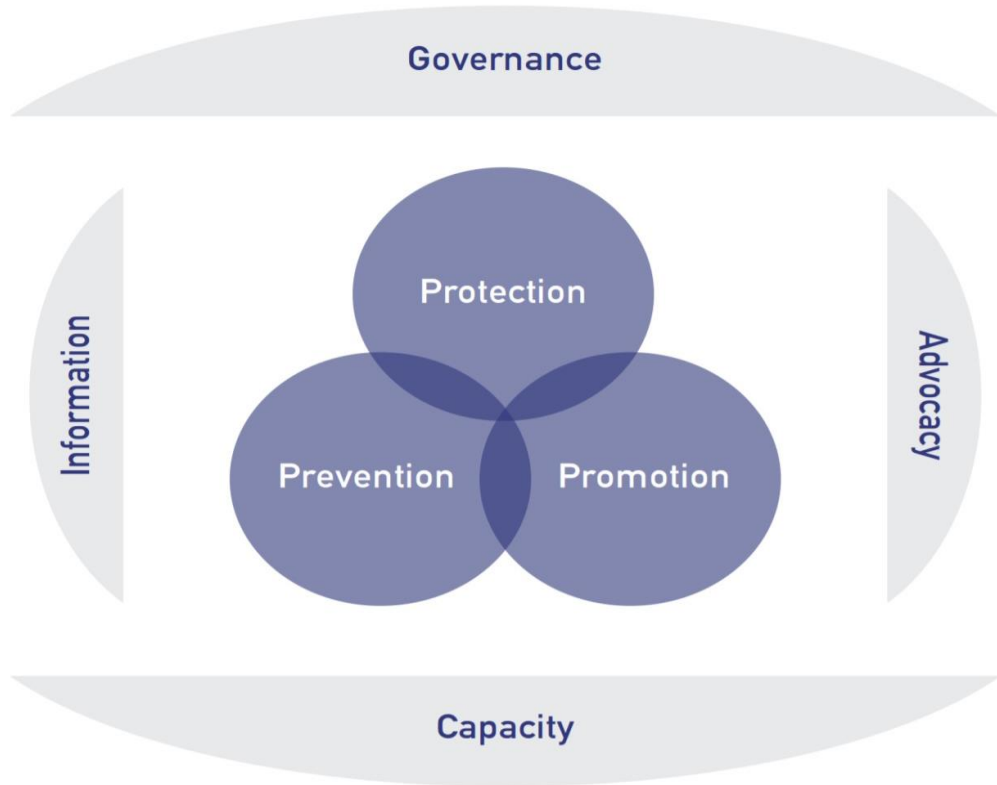 Governance
Protection
Information
Advocacy
Prevention
Promotion
Capacity